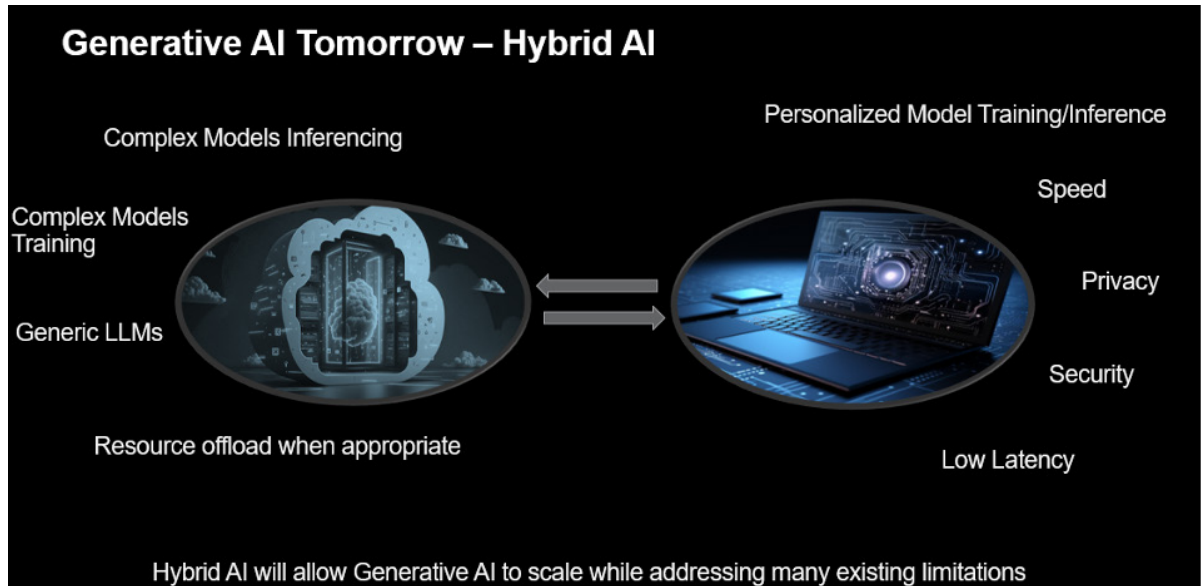 Generative AI Tomorrow – Hybrid AI
Complex Models Inferencing
Complex Models
Training
Generic LLMs
Resource offload when appropriate
Personalized Model Training/Inference
Speed
Privacy
Security
Low Latency
Hybrid AI will allow Generative AI to scale while addressing many existing limitations